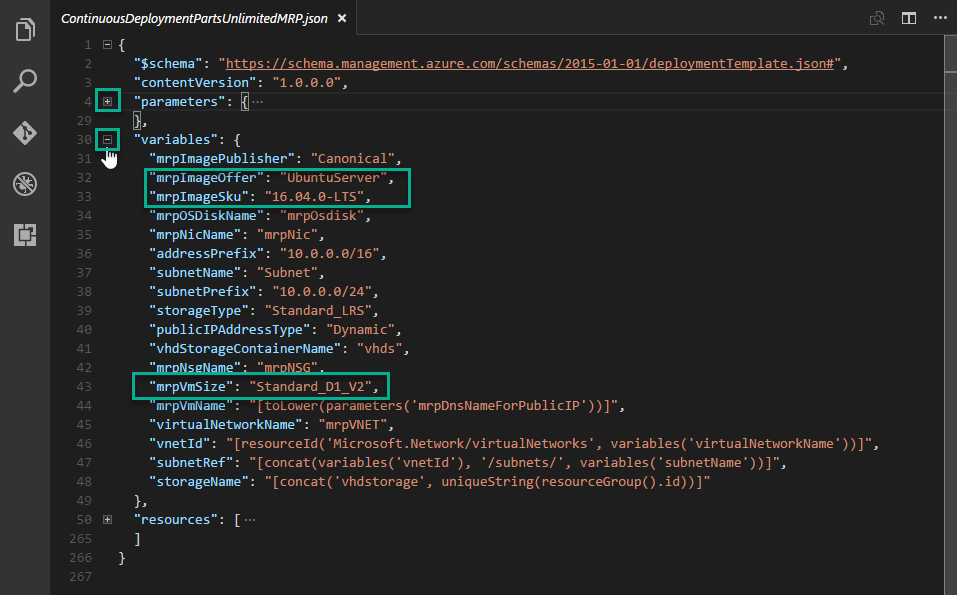 ContinuousDeploymentPartsUnlimitedMRP.json ×
1 {
2 "$schema": "https://schema.management.azure.com/schemas/2015-01-01/deploymentTemplate.json#",
3 "contentVersion": "1.0.0.0",
4 "parameters": { ...
29 },
30 "variables": {
31 "mrpImagePublisher": "Canonical",
32 "mrpImageOffer": "UbuntuServer",
33 "mrpImageSku": "16.04.0-LTS",
34 "mrpOSDiskName": "mrpOsdisk",
35 "mrpNicName": "mrpNic",
36 "addressPrefix": "10.0.0.0/16",
37 "subnetName": "Subnet",
38 "subnetPrefix": "10.0.0.0/24",
39 "storageType": "Standard_LRS",
40 "publicIPAddressType": "Dynamic",
41 "vhdStorageContainerName": "vhds",
42 "mrpNsgName": "mrpNSG",
43 "mrpVmSize": "Standard_D1_V2",
44 "mrpVmName": "[toLower(parameters('mrpDnsNameForPublicIP'))]",
45 "virtualNetworkName": "mrpVNET",
46 "vnetId": "[resourceId('Microsoft.Network/virtualNetworks', variables('virtualNetworkName'))]",
47 "subnetRef": "[concat(variables('vnetId'), '/subnets/', variables('subnetName'))]",
48 "storageName": "[concat('vhdstorage', uniqueString(resourceGroup().id))]"
49 },
50 "resources": [ ...
265 ]
266 }
267